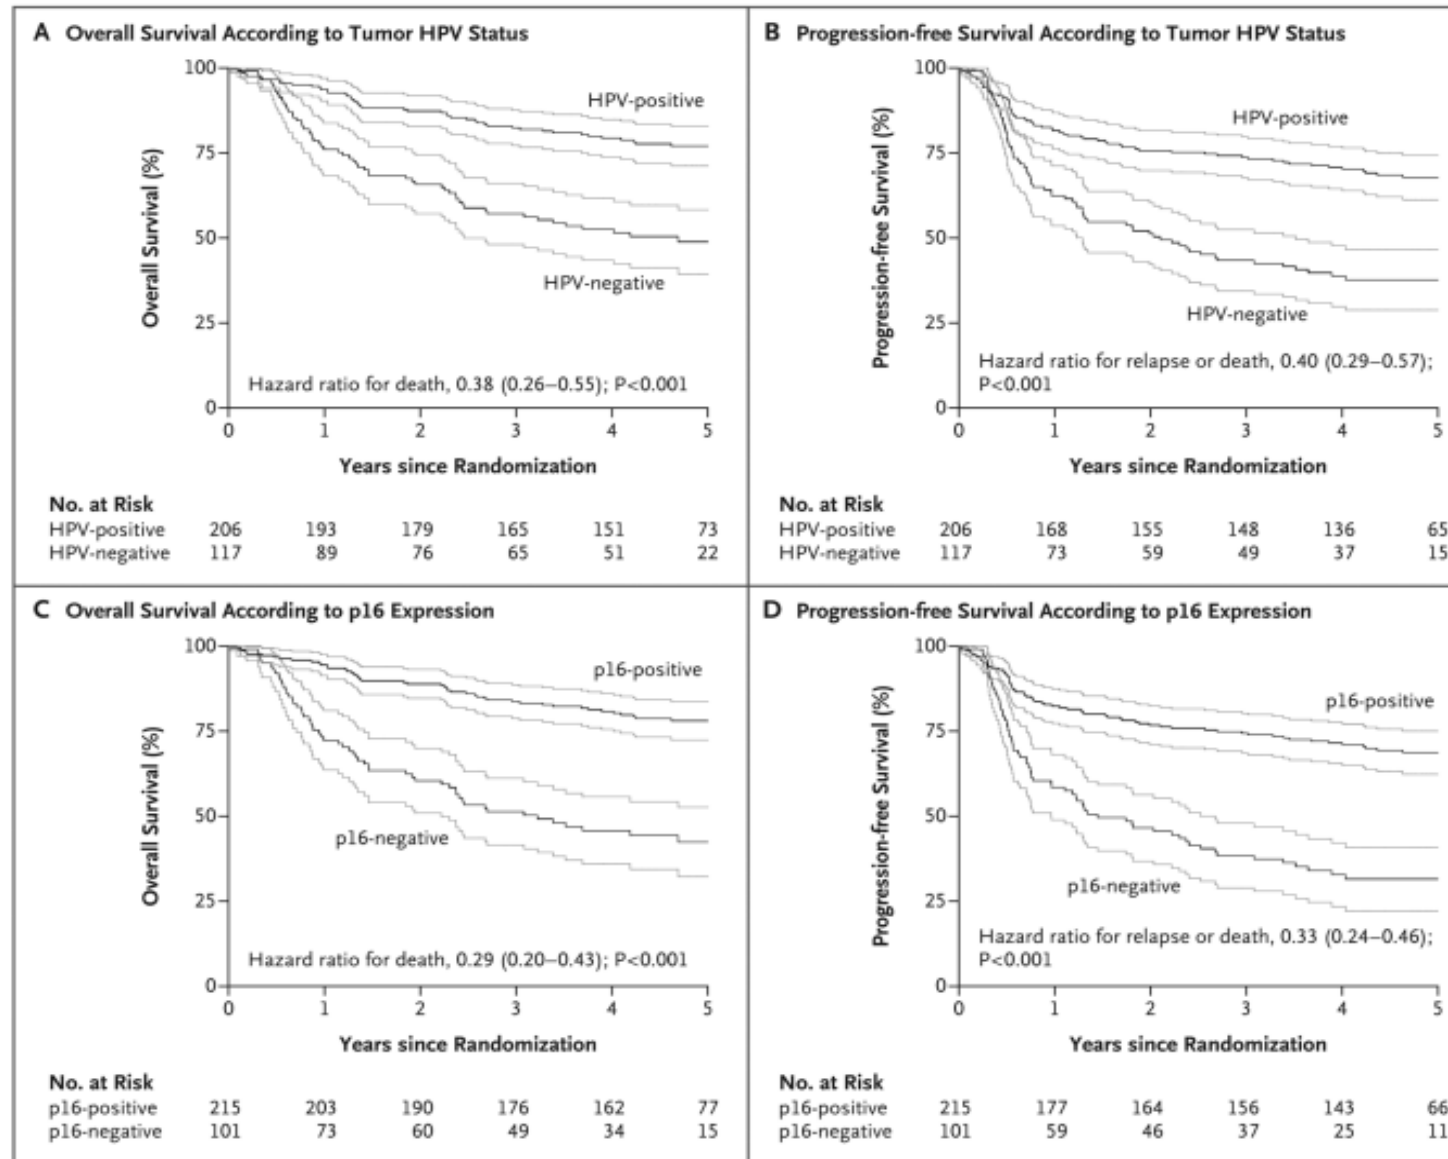 A Overall Survival According to Tumor HPV Status
100
75
50
25
0
Overall Survival (%)
HPV-positive
HPV-negative
Hazard ratio for death, 0.38 (0.26–0.55); P<0.001
0 1 2 3 4 5
Years since Randomization
No. at Risk
HPV-positive 206 193 179 165 151 73
HPV-negative 117 89 76 65 51 22
B Progression-free Survival According to Tumor HPV Status
100
75
50
25
0
Progression-free Survival (%)
HPV-positive
HPV-negative
Hazard ratio for relapse or death, 0.40 (0.29–0.57);
P<0.001
0 1 2 3 4 5
Years since Randomization
No. at Risk
HPV-positive 206 168 155 148 136 65
HPV-negative 117 73 59 49 37 15
C Overall Survival According to p16 Expression
100
75
50
25
0
Overall Survival (%)
p16-positive
p16-negative
Hazard ratio for death, 0.29 (0.20–0.43); P<0.001
0 1 2 3 4 5
Years since Randomization
No. at Risk
p16-positive 215 203 190 176 162 77
p16-negative 101 73 60 49 34 15
D Progression-free Survival According to p16 Expression
100
75
50
25
0
Progression-free Survival (%)
p16-positive
p16-negative
Hazard ratio for relapse or death, 0.33 (0.24–0.46);
P<0.001
0 1 2 3 4 5
Years since Randomization
No. at Risk
p16-positive 215 177 164 156 143 66
p16-negative 101 59 46 37 25 11